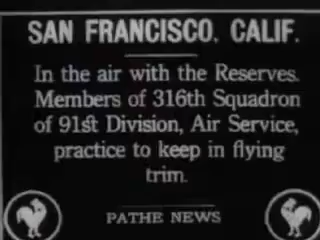 SAN FRANCISCO, CALIF.
In the air with the Reserves.
Members of 316th Squadron
of 91st Division, Air Service,
practice to keep in flying
trim.
PATHE NEWS